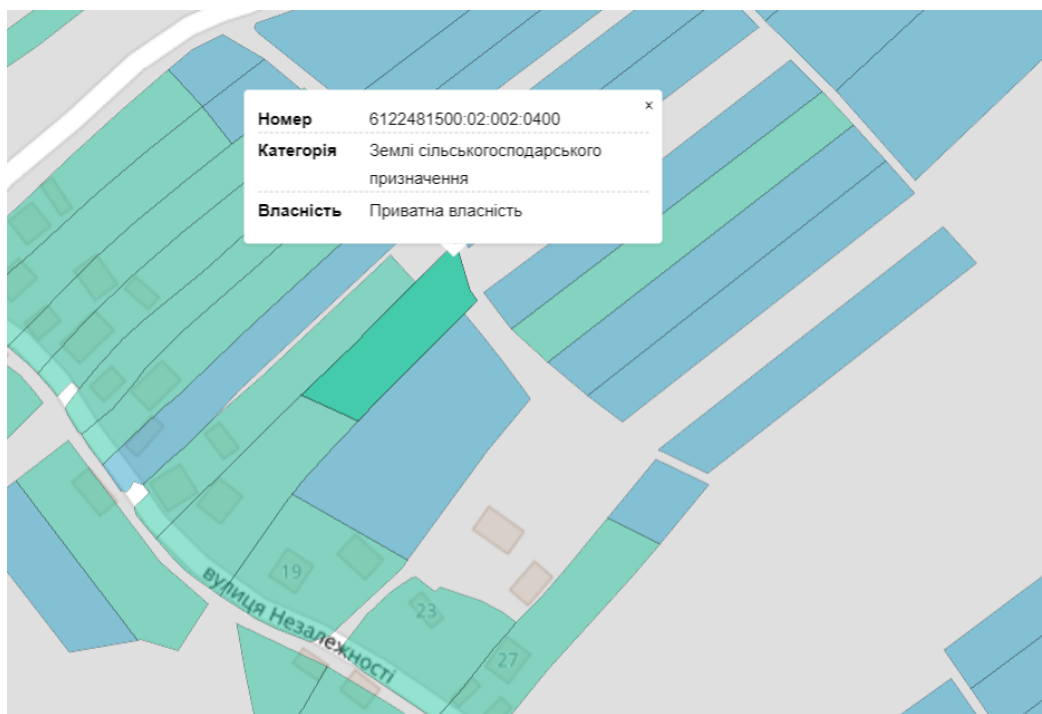 ×
Номер 6122481500:02:002:0400
Категорія Землі сільськогосподарського
призначення
Власність Приватна власність
19
23
вулиця Незалежності
27